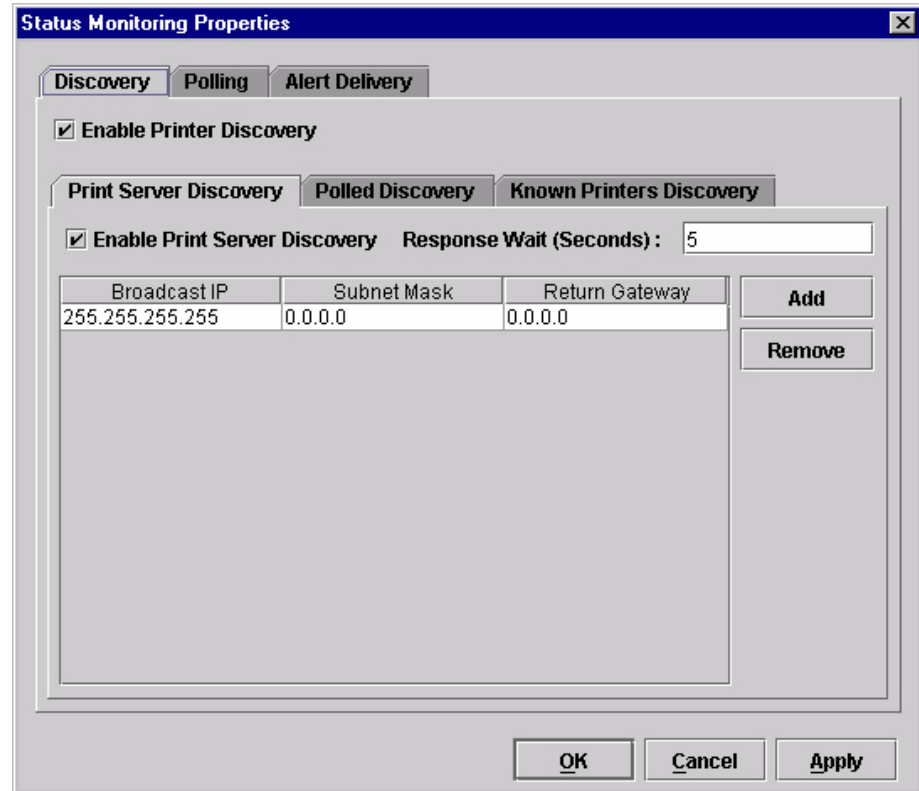 Status Monitoring Properties
Discovery Polling Alert Delivery
Enable Printer Discovery
Print Server Discovery Polled Discovery Known Printers Discovery
Enable Print Server Discovery Response Wait (Seconds) : 5
Broadcast IP Subnet Mask Return Gateway Add
255.255.255.255 0.0.0.0 0.0.0.0
Remove
OK Cancel Apply